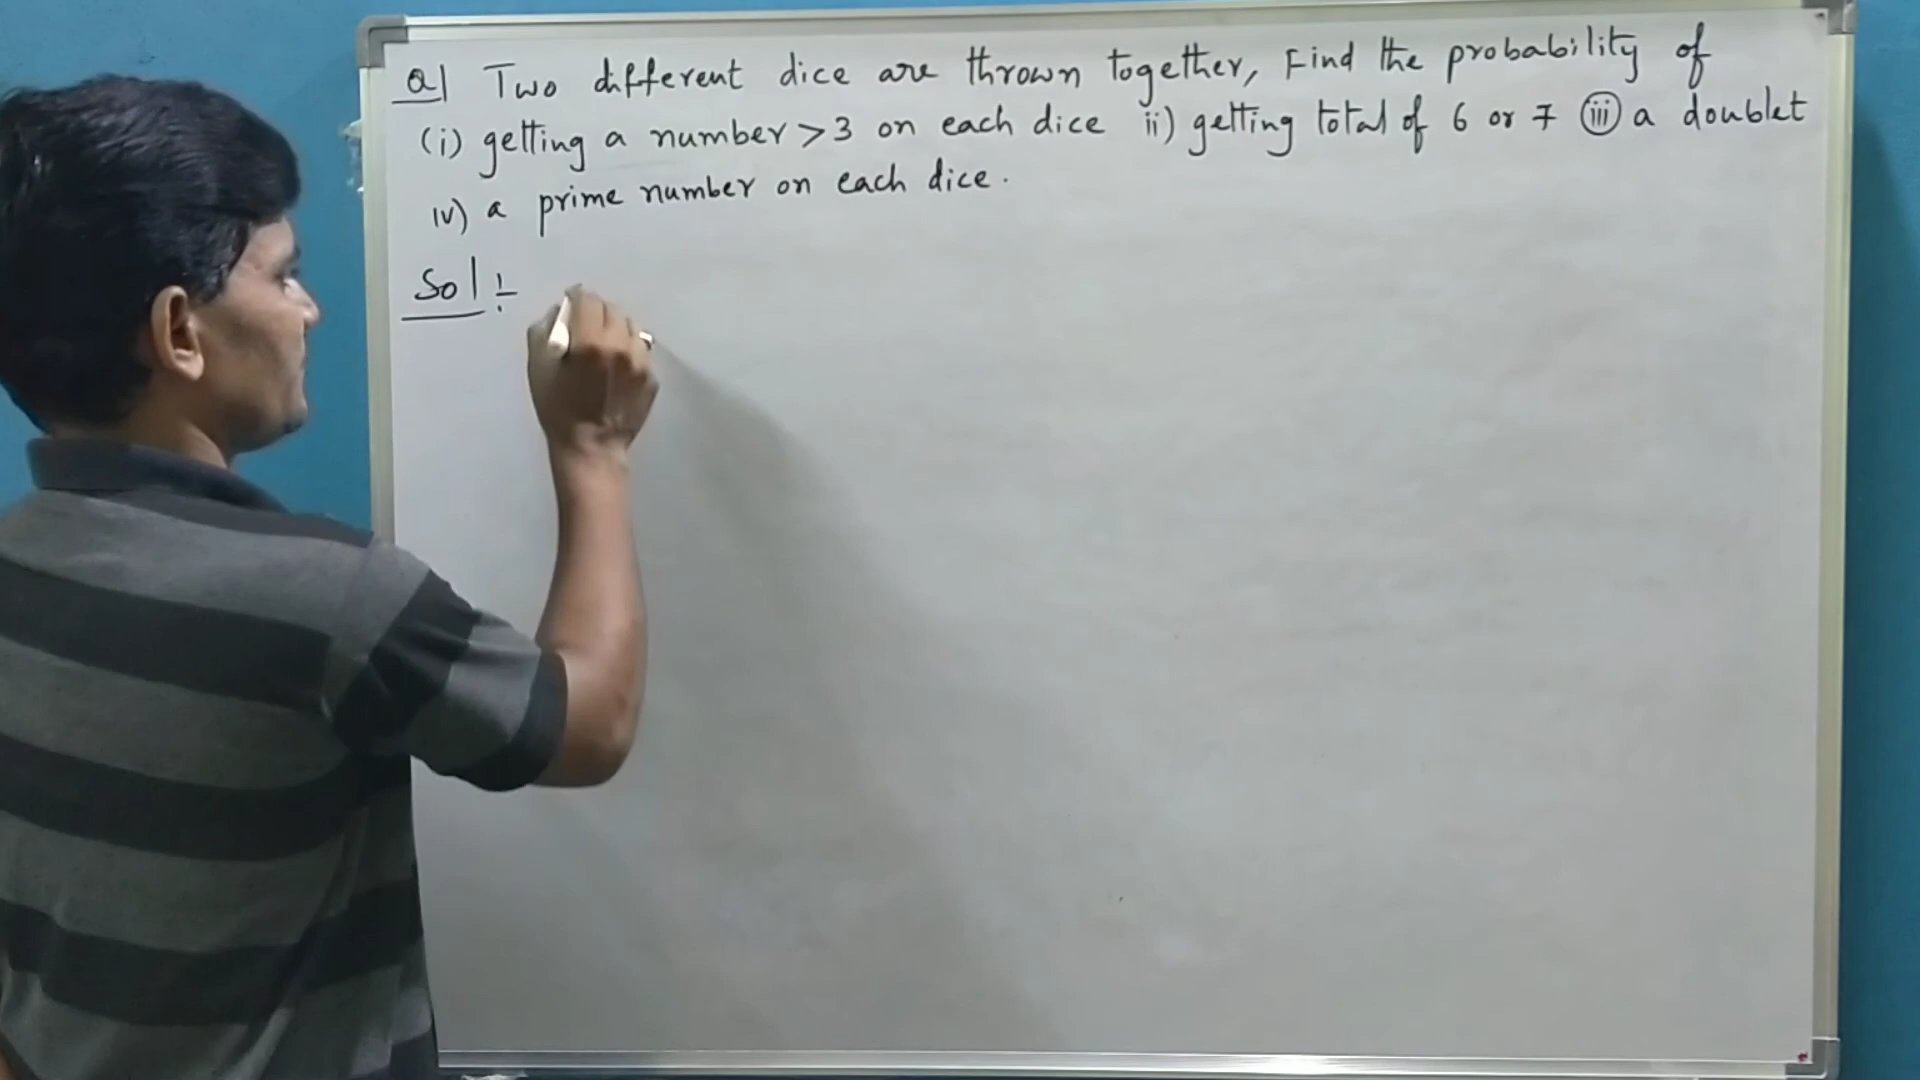 Q| Two different dice are thrown together, Find the probability of
(i) getting a number > 3 on each dice ii) getting total of 6 or 7 (iii) a doublet
iv) a prime number on each dice.
Sol :-